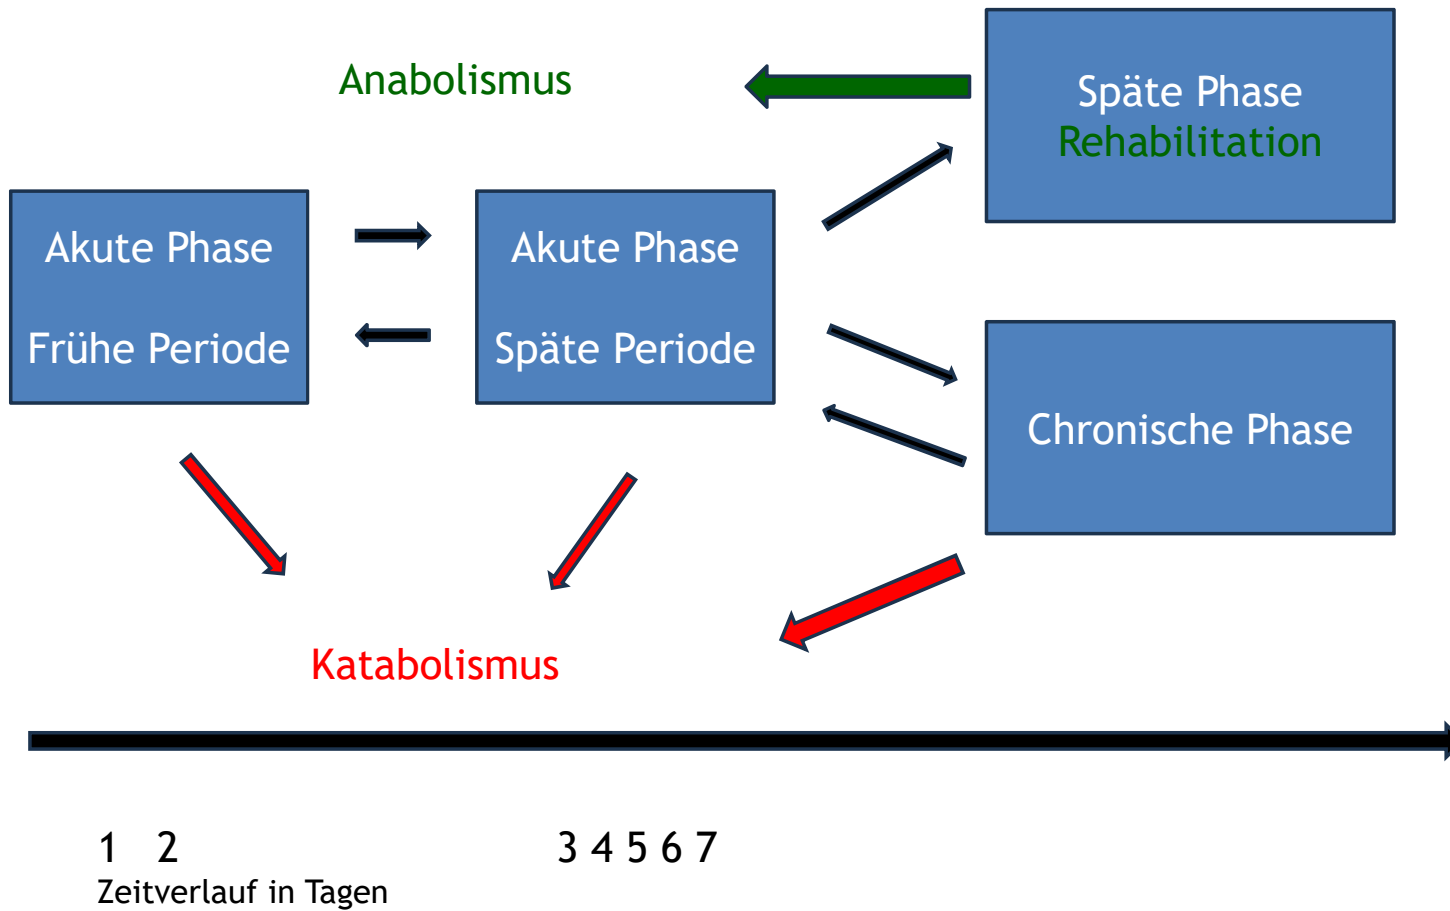 Anabolismus
Späte Phase
Rehabilitation
Akute Phase
Frühe Periode
Akute Phase
Späte Periode
Chronische Phase
Katabolismus
1 2
3 4 5 6 7
Zeitverlauf in Tagen